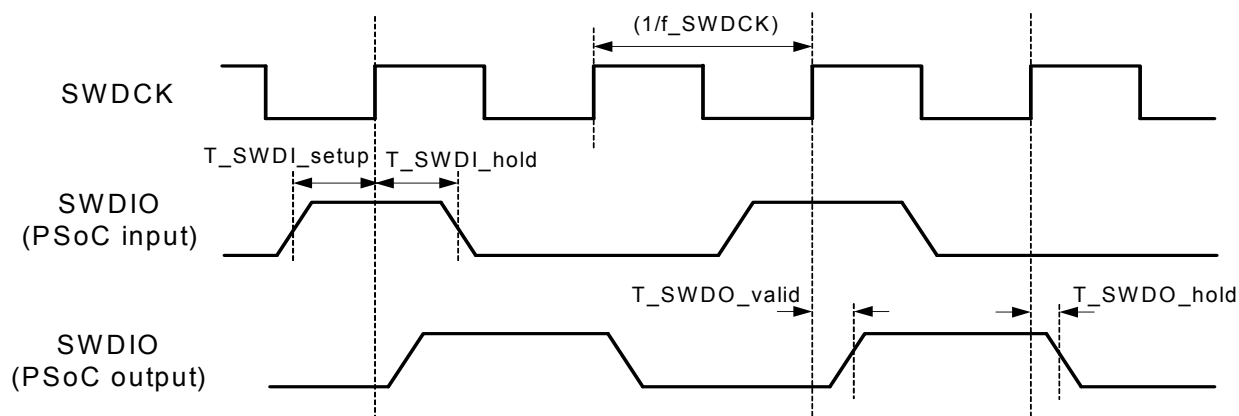 (1/f_SWDCK)
SWDCK
T_SWDI_setup
T_SWDI_hold
SWDIO
(PSoC input)
T_SWDO_valid
T_SWDO_hold
SWDIO
(PSoC output)